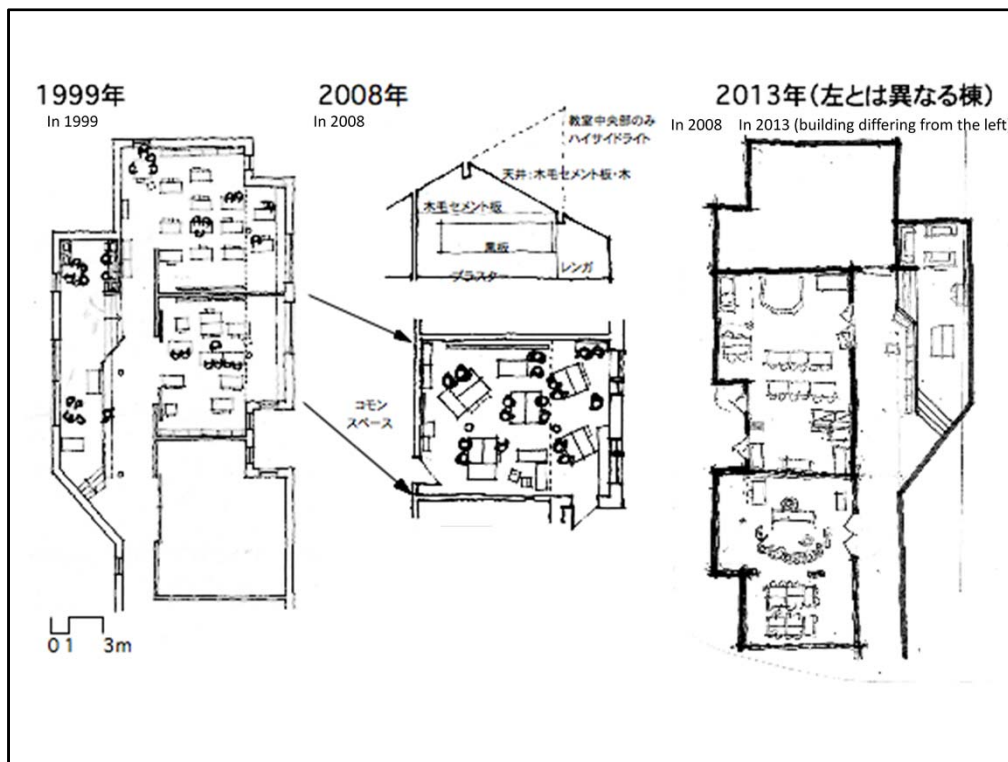 1999年
In 1999
2008年
In 2008
教室中央部のみ
ハイサイドライト
天井:木毛セメント板・木
木毛セメント板
黒板
レンガ
プラスター
コモン
スペース
2013年(左とは異なる棟)
In 2008 In 2013 (building differing from the left
0 1 3m